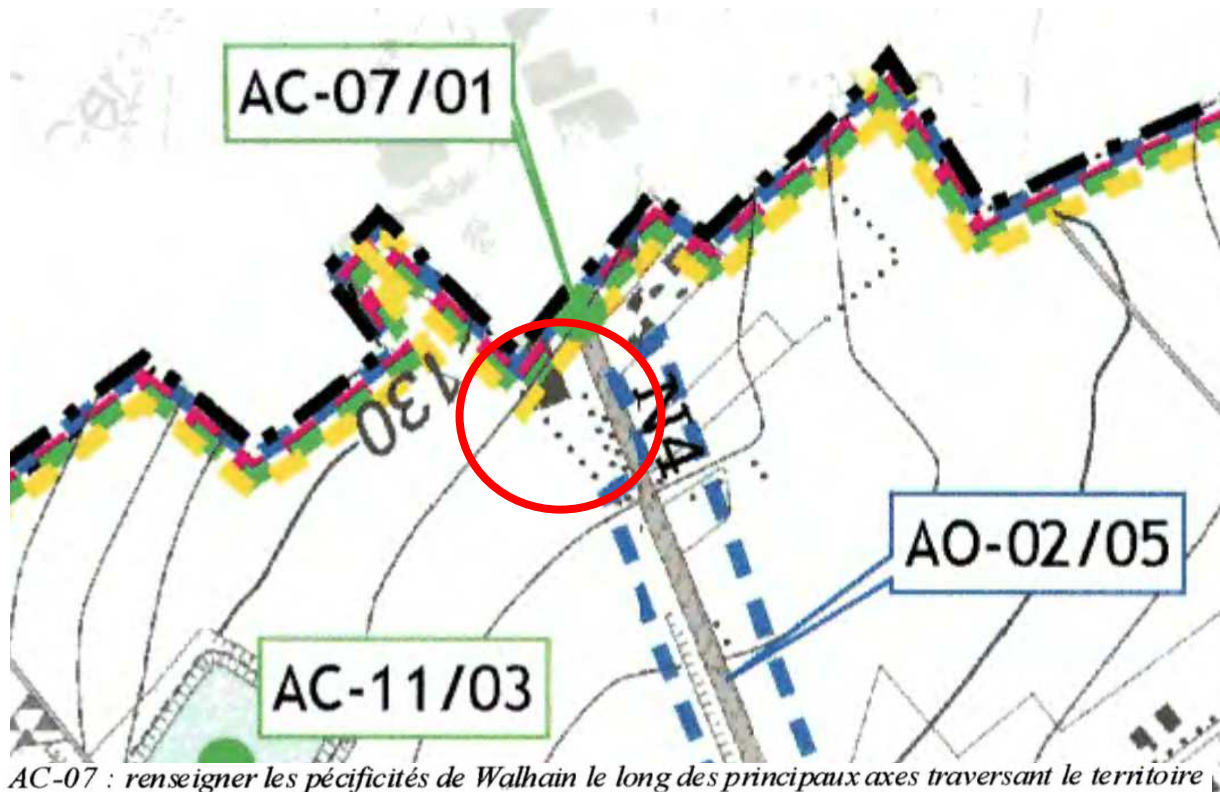 AC-07/01
130
N4
AO-02/05
AC-11/03
AC-07 : renseigner les pécificités de Walhain le long des principaux axes traversant le territoire